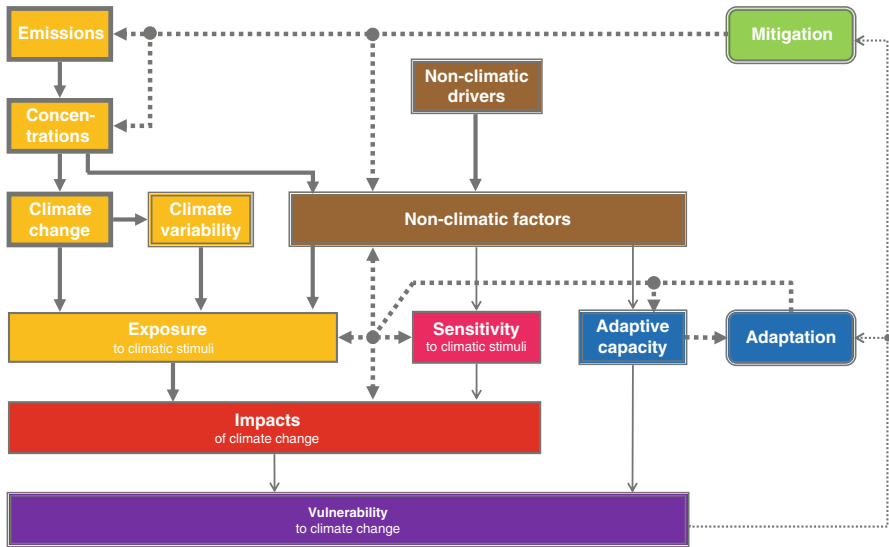 Emissions
Mitigation
Non-climatic
drivers
Concen-
trations
Climate
change
Climate
variability
Non-climatic factors
Exposure
to climatic stimuli
Sensitivity
to climatic stimuli
Adaptive
capacity
Adaptation
Impacts
of climate change
Vulnerability
to climate change